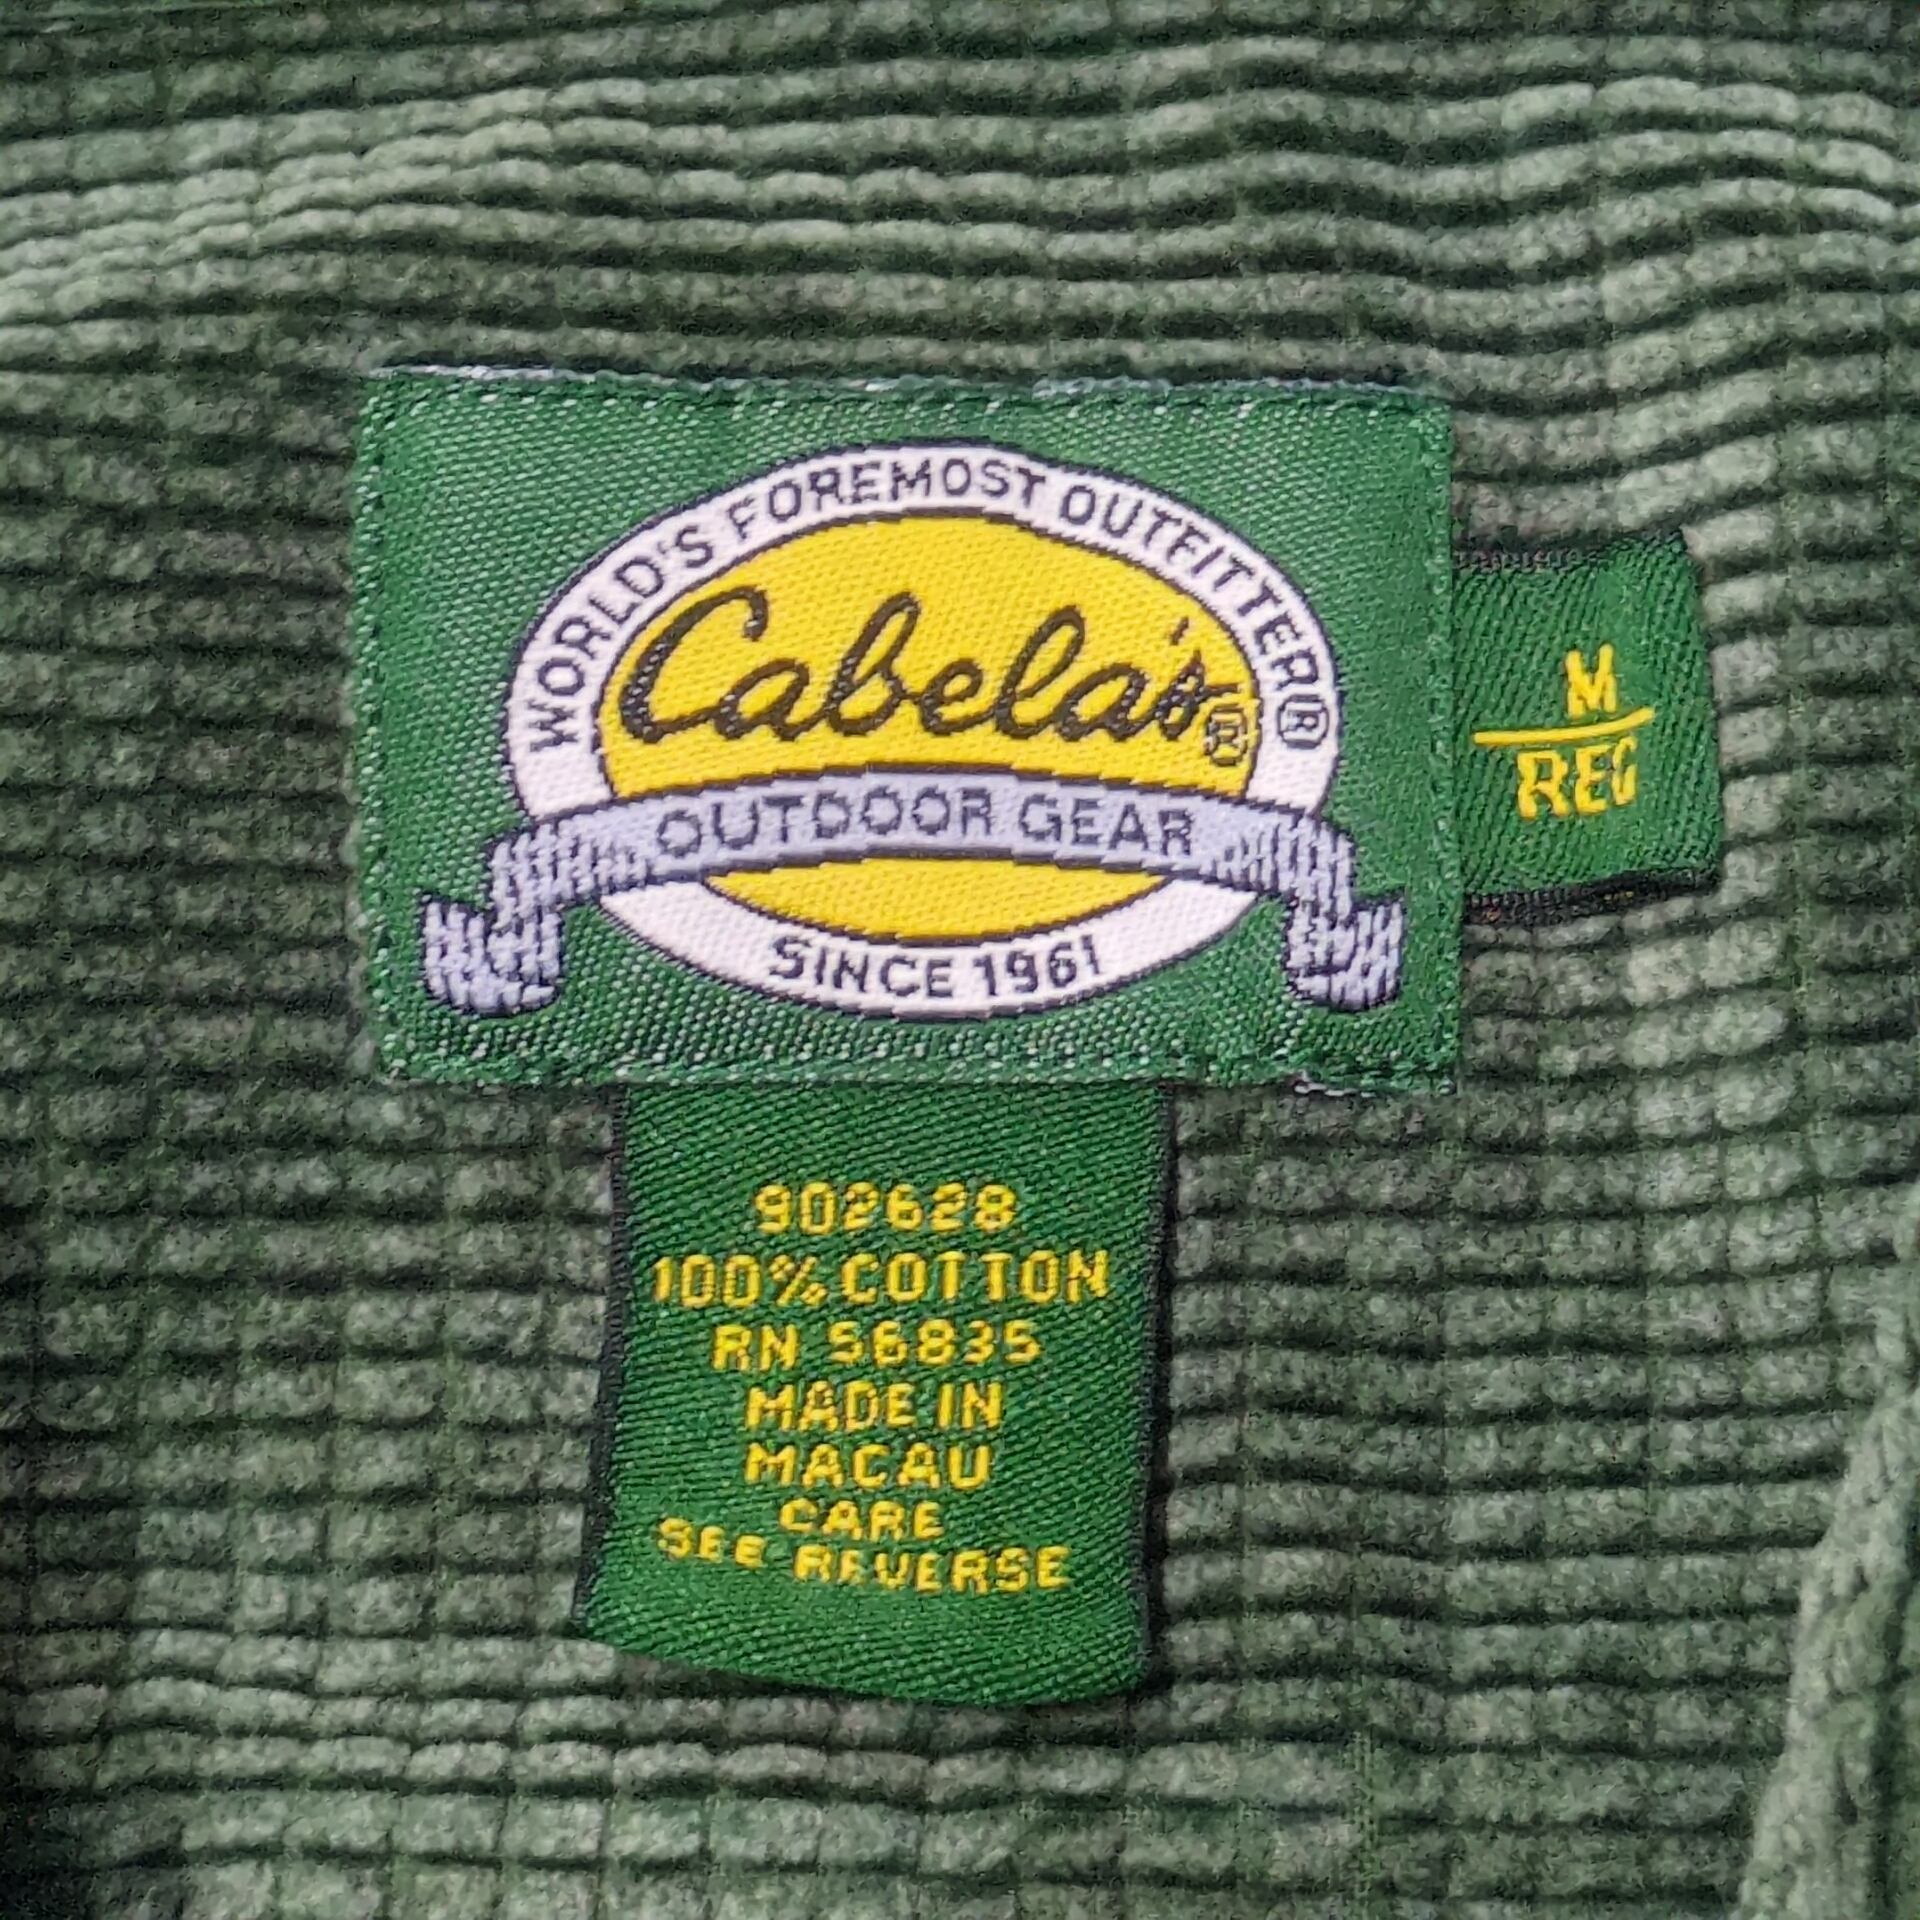 WORLD'S FOREMOST OUTFITTER®
Cabela's®
OUTDOOR GEAR
SINCE 1961
M
REG
902628
100% COTTON
RN 56835
MADE IN
MACAU
CARE
SEE REVERSE